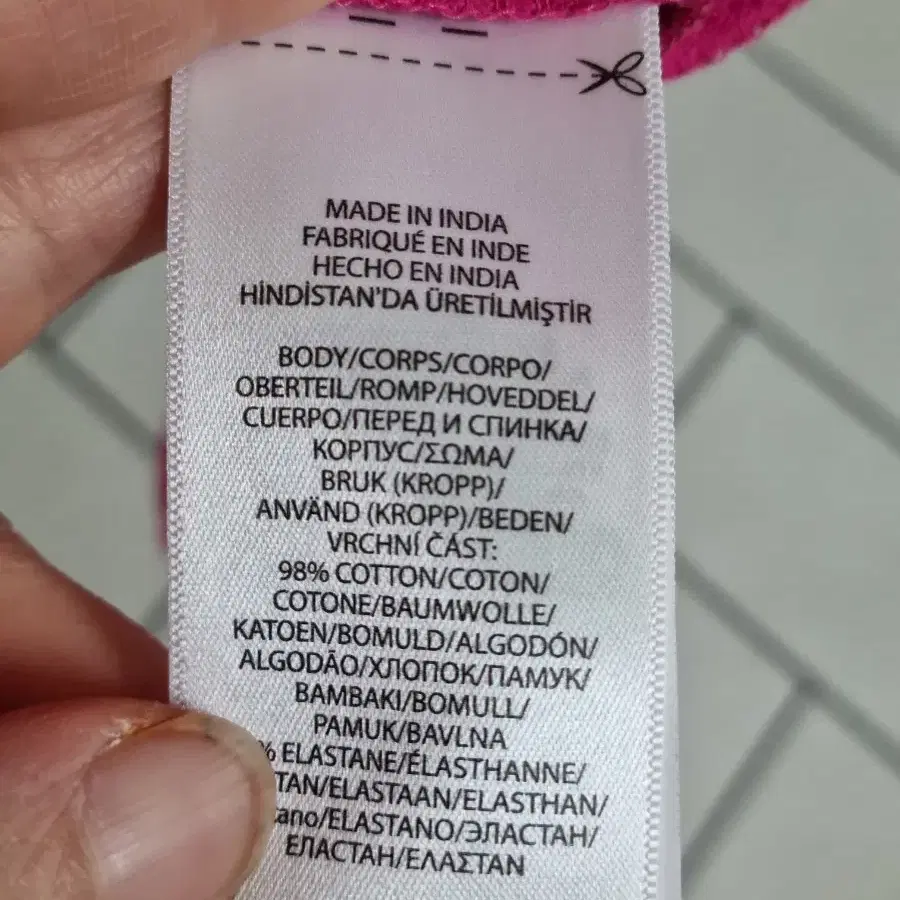 MADE IN INDIA
FABRIQUÉ EN INDE
HECHO EN INDIA
HİNDİSTAN'DA ÜRETİLMİŞTİR
BODY/CORPS/CORPO/
OBERTEIL/ROMP/HOVEDDEL/
CUERPO/ПЕРЕД И СПИНКА/
КОРПУС/ΣΩΜΑ/
BRUK (KROPP)/
ANVÄND (KROPP)/BEDEN/
VRCHNÍ ČÁST:
98% COTTON/COTON/
COTONE/BAUMWOLLE/
KATOEN/BOMULD/ALGODÓN/
ALGODÃO/ХЛОПОК/ПАМУК/
BAMBAKI/BOMULL/
PAMUK/BAVLNA
% ELASTANE/ÉLASTHANNE/
TAN/ELASTAAN/ELASTHAN/
ano/ELASTANO/ЭЛАСТАН/
ЕЛАСТАН/ΕΛΑΣΤΑΝ